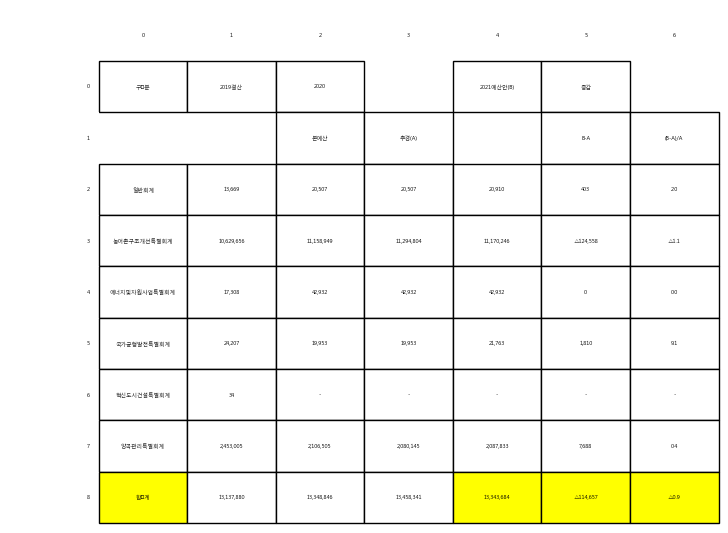 0 1 2 3 4 5 6
0 구□분 2019결산 2020 2021예산안(B) 증감
1 본예산 추경(A) B-A (B-A)/A
2 일반회계 13,669 20,507 20,507 20,910 403 2.0
3 농어촌구조개선특별회계 10,629,656 11,158,949 11,294,804 11,170,246 △124,558 △1.1
4 에너지및자원사업특별회계 17,308 42,932 42,932 42,932 0 0.0
5 국가균형발전특별회계 24,207 19,953 19,953 21,763 1,810 9.1
6 혁신도시건설특별회계 34 - - - - -
7 양곡관리특별회계 2,453,005 2,106,505 2,080,145 2,087,833 7,688 0.4
8 합□계 13,137,880 13,348,846 13,458,341 13,343,684 △114,657 △0.9